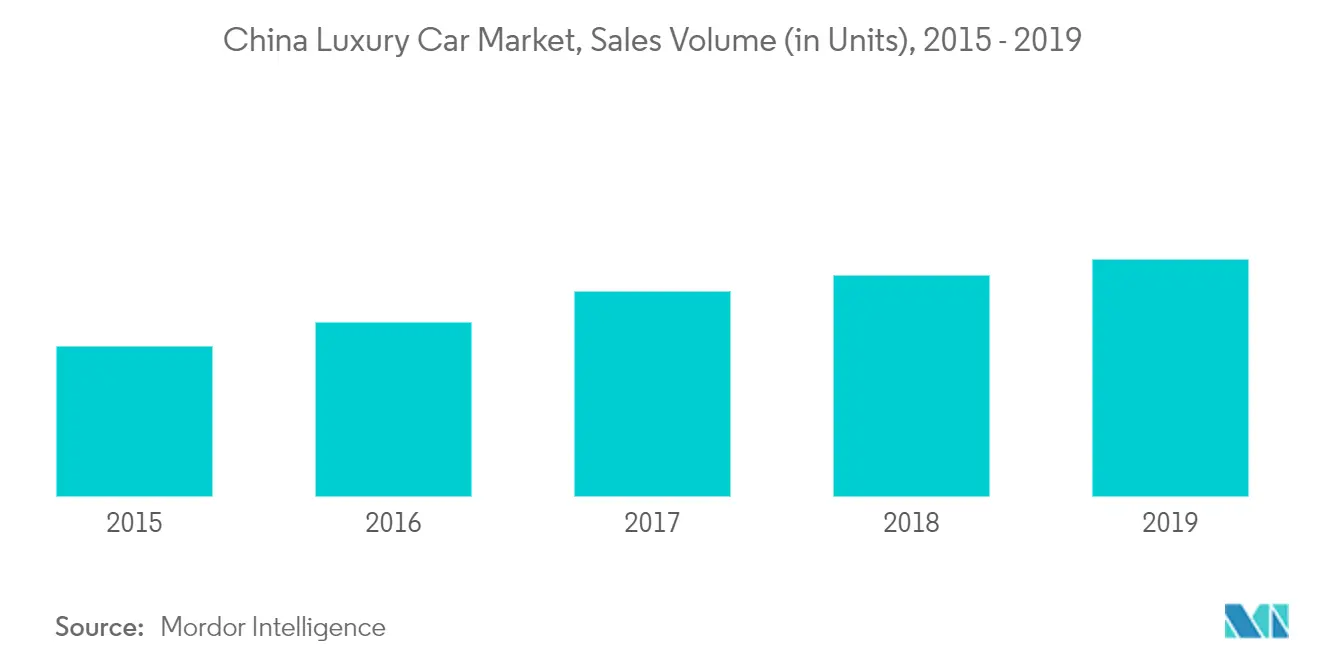 China Luxury Car Market, Sales Volume (in Units), 2015 - 2019
2015 2016 2017 2018 2019
Source: Mordor Intelligence